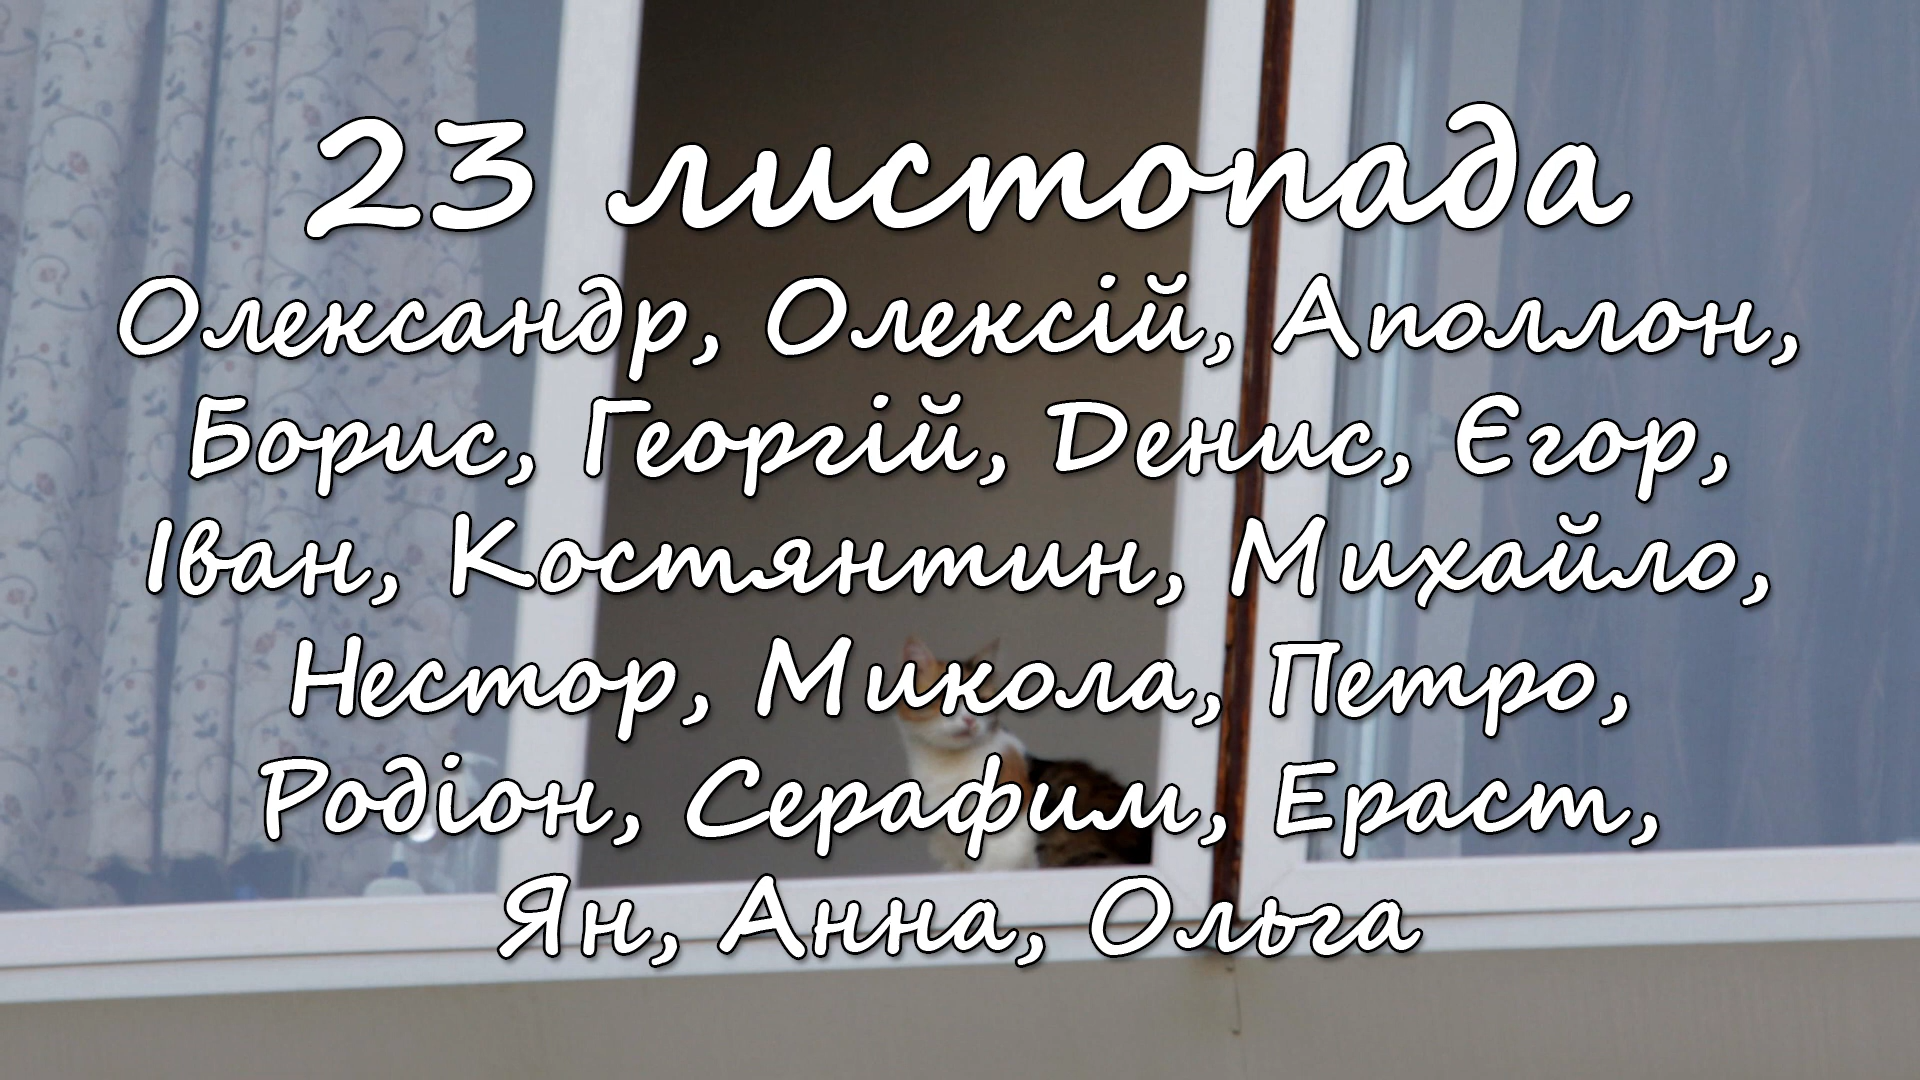 23 листопада
Олександр, Олексій, Аполлон,
Борис, Георгій, Денис, Єгор,
Іван, Костянтин, Михайло,
Нестор, Микола, Петро,
Родіон, Серафим, Ераст,
Ян, Анна, Ольга